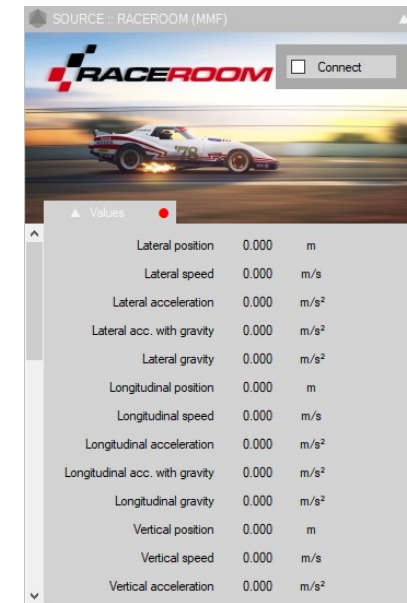 SOURCE :: RACEROOM (MMF)
RACEROOM
Connect
78
Values
Lateral position 0.000 m
Lateral speed 0.000 m/s
Lateral acceleration 0.000 m/s²
Lateral acc. with gravity 0.000 m/s²
Lateral gravity 0.000 m/s²
Longitudinal position 0.000 m
Longitudinal speed 0.000 m/s
Longitudinal acceleration 0.000 m/s²
Longitudinal acc. with gravity 0.000 m/s²
Longitudinal gravity 0.000 m/s²
Vertical position 0.000 m
Vertical speed 0.000 m/s
Vertical acceleration 0.000 m/s²